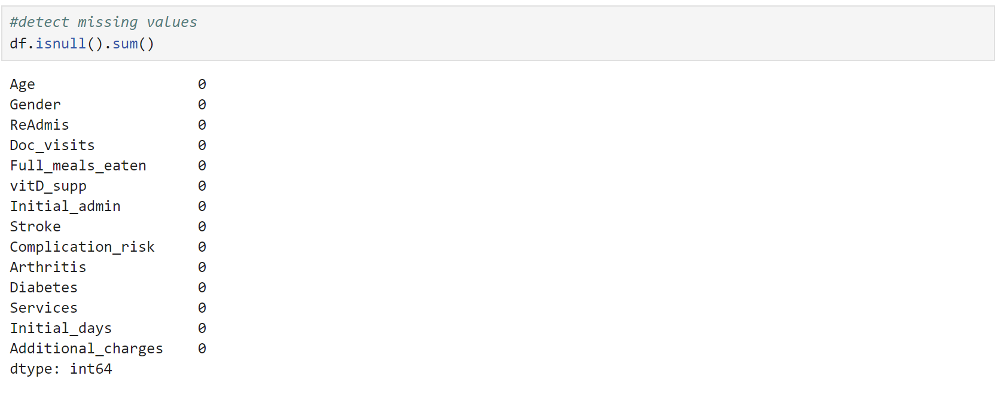 #detect missing values
df.isnull().sum()
Age 0
Gender 0
ReAdmis 0
Doc_visits 0
Full_meals_eaten 0
vitD_supp 0
Initial_admin 0
Stroke 0
Complication_risk 0
Arthritis 0
Diabetes 0
Services 0
Initial_days 0
Additional_charges 0
dtype: int64